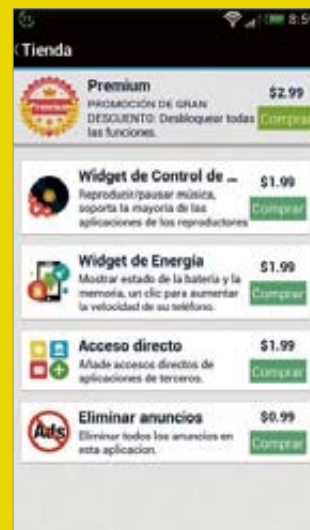 8:59
Tienda
Premium
Premium
$2.99
PROMOCIÓN DE GRAN
DESCUENTO: Desbloquear todas
las funciones.
Comprar
Widget de Control de ...
$1.99
Reproducir/pausar música,
soporta la mayoría de las
aplicaciones de los reproductores
Comprar
Widget de Energía
$1.99
Mostrar estado de la batería y la
memoria, un clic para aumentar
la velocidad de su teléfono.
Comprar
Acceso directo
$1.99
Añade accesos directos de
aplicaciones de terceros.
Comprar
Ads
Eliminar anuncios
$0.99
Eliminar todos los anuncios en
esta aplicacion.
Comprar